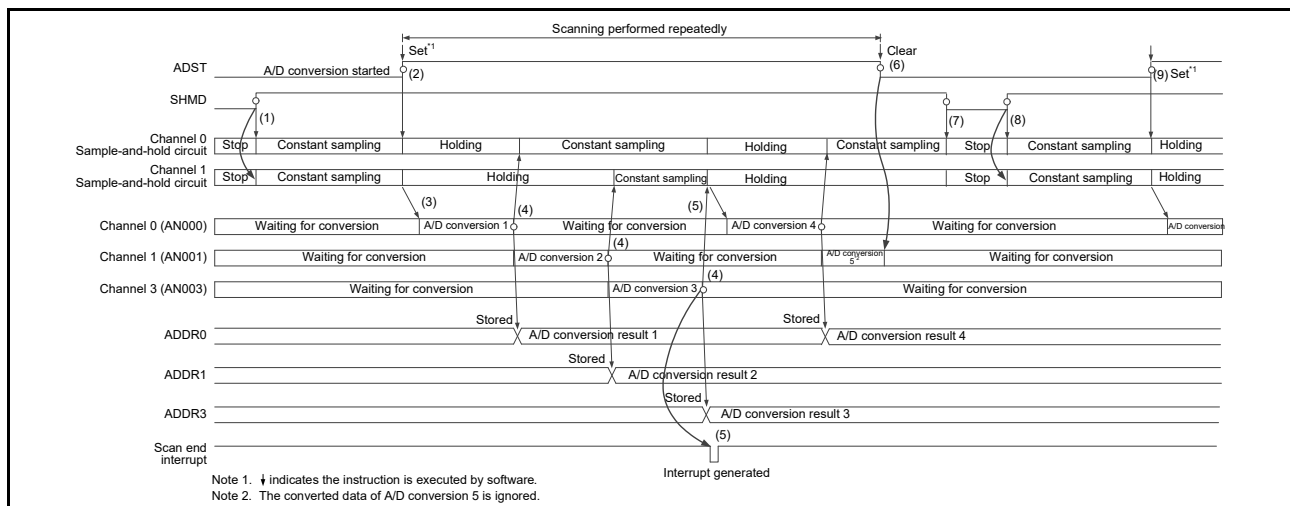 Scanning performed repeatedly
Set*1
Clear
ADST
A/D conversion started
(2)
(6)
(9)
Set*1
SHMD
(1)
(7)
(8)
Channel 0
Sample-and-hold circuit
Stop
Constant sampling
Holding
Constant sampling
Holding
Constant sampling
Stop
Constant sampling
Holding
Channel 1
Sample-and-hold circuit
Stop
Constant sampling
Holding
Constant sampling
Holding
Stop
Constant sampling
Holding
(3)
(4)
(5)
Channel 0 (AN000)
Waiting for conversion
A/D conversion 1
Waiting for conversion
A/D conversion 4
Waiting for conversion
A/D conversion
(4)
Channel 1 (AN001)
Waiting for conversion
A/D conversion 2
Waiting for conversion
A/D conversion
5
Waiting for conversion
(4)
Channel 3 (AN003)
Waiting for conversion
A/D conversion 3
Waiting for conversion
Stored
Stored
ADDR0
A/D conversion result 1
A/D conversion result 4
Stored
ADDR1
A/D conversion result 2
Stored
ADDR3
A/D conversion result 3
(5)
Scan end
interrupt
Interrupt generated
Note 1. indicates the instruction is executed by software.
Note 2. The converted data of A/D conversion 5 is ignored.